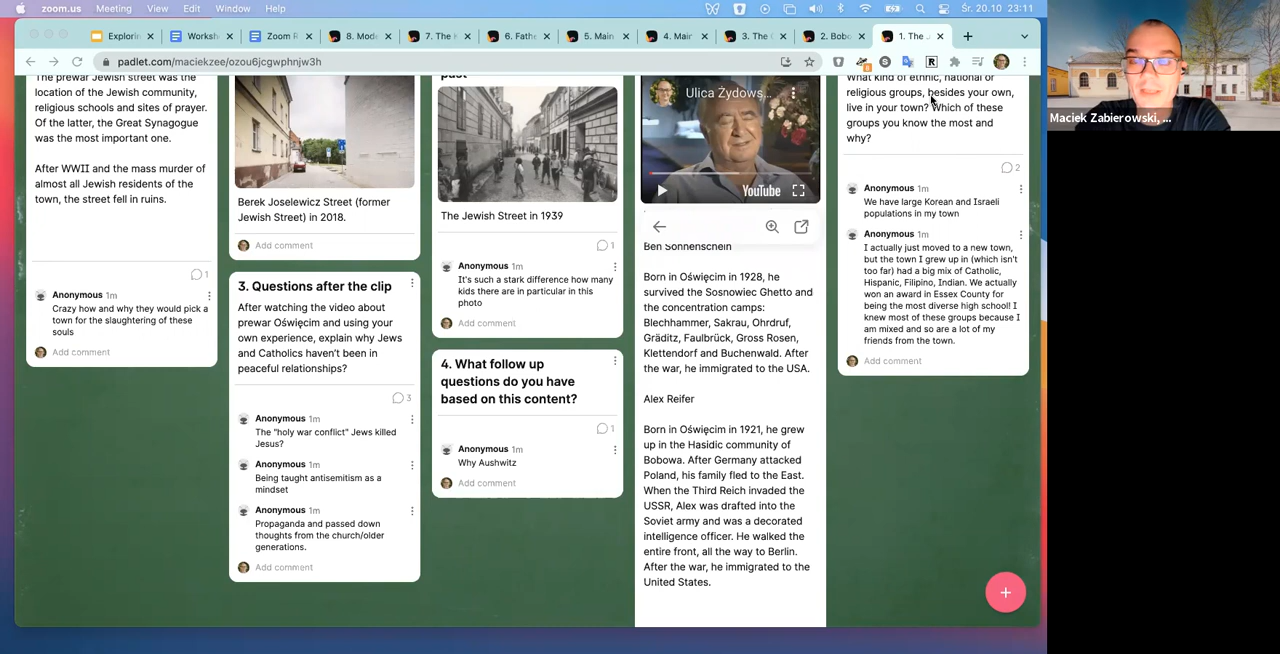 zoom.us Meeting View Edit Window Help
Śr. 20.10 23:11
Explorin
Worksh
Zoom R
8. Mode
7. The H
6. Fathe
5. Main
4. Main
3. The C
2. Bobo
1. The J
padlet.com/maciekzee/ozou6jcgwphnjw3h
The prewar Jewish street was the
location of the Jewish community,
religious schools and sites of prayer.
Of the latter, the Great Synagogue
was the most important one.
After WWII and the mass murder of
almost all Jewish residents of the
town, the street fell in ruins.
1
Anonymous 1m
Crazy how and why they would pick a
town for the slaughtering of these
souls
Add comment
Berek Joselewicz Street (former
Jewish Street) in 2018.
Add comment
3. Questions after the clip
After watching the video about
prewar Oświęcim and using your
own experience, explain why Jews
and Catholics haven't been in
peaceful relationships?
3
Anonymous 1m
The "holy war conflict" Jews killed
Jesus?
Anonymous 1m
Being taught antisemitism as a
mindset
Anonymous 1m
Propaganda and passed down
thoughts from the church/older
generations.
Add comment
past
The Jewish Street in 1939
1
Anonymous 1m
It's such a stark difference how many
kids there are in particular in this
photo
Add comment
4. What follow up
questions do you have
based on this content?
1
Anonymous 1m
Why Aushwitz
Add comment
Ulica Żydows...
YouTube
Ben Sonnenschein
Born in Oświęcim in 1928, he
survived the Sosnowiec Ghetto and
the concentration camps:
Blechhammer, Sakrau, Ohrdruf,
Gräditz, Faulbrück, Gross Rosen,
Klettendorf and Buchenwald. After
the war, he immigrated to the USA.
Alex Reifer
Born in Oświęcim in 1921, he grew
up in the Hasidic community of
Bobowa. After Germany attacked
Poland, his family fled to the East.
When the Third Reich invaded the
USSR, Alex was drafted into the
Soviet army and was a decorated
intelligence officer. He walked the
entire front, all the way to Berlin.
After the war, he immigrated to the
United States.
What kind of ethnic, national or
religious groups, besides your own,
live in your town? Which of these
groups you know the most and
why?
2
Anonymous 1m
We have large Korean and Israeli
populations in my town
Anonymous 1m
I actually just moved to a new town,
but the town I grew up in (which isn't
too far) had a big mix of Catholic,
Hispanic, Filipino, Indian. We actually
won an award in Essex County for
being the most diverse high school! I
knew most of these groups because I
am mixed and so are a lot of my
friends from the town.
Add comment
Maciek Zabierowski, ...